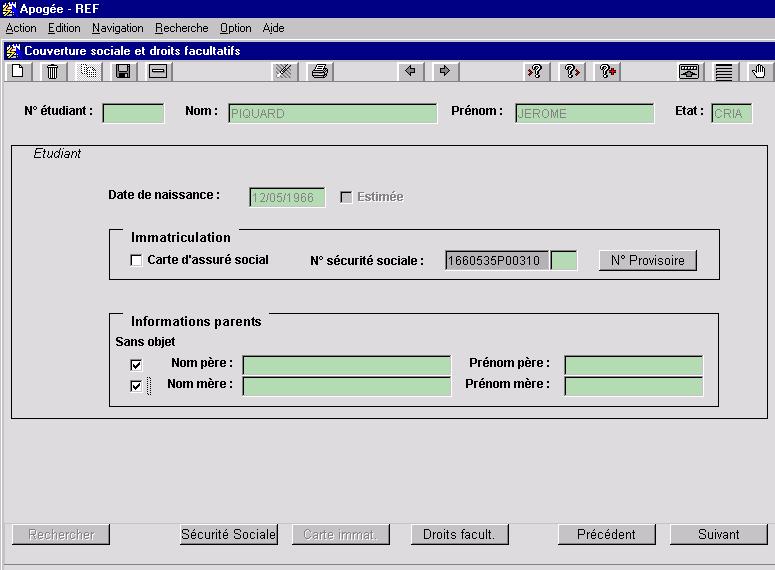 Apogée - REF
Action Edition Navigation Recherche Option Aide
Couverture sociale et droits facultatifs
N° étudiant : Nom : PIQUARD Prénom : JEROME Etat : CRIA
Etudiant
Date de naissance : 12/05/1966 Estimée
Immatriculation
Carte d'assuré social N° sécurité sociale : 1660535P00310 N° Provisoire
Informations parents
Sans objet
Nom père : Prénom père :
Nom mère : Prénom mère :
Rechercher Sécurité Sociale Carte immat. Droits facult. Précédent Suivant